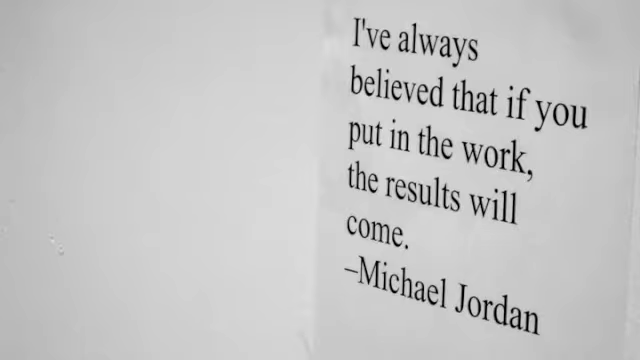 I've always
believed that if you
put in the work,
the results will
come.
–Michael Jordan